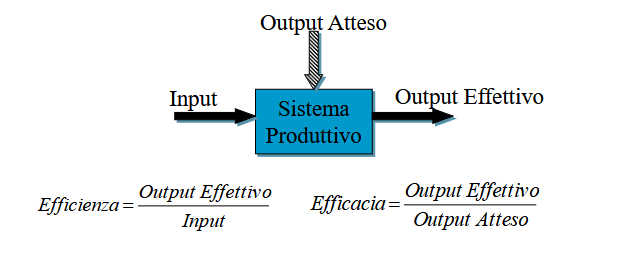 Output Atteso
Input
Sistema
Produttivo
Output Effettivo
Efficienza = Output Effettivo / Input
Efficacia = Output Effettivo / Output Atteso